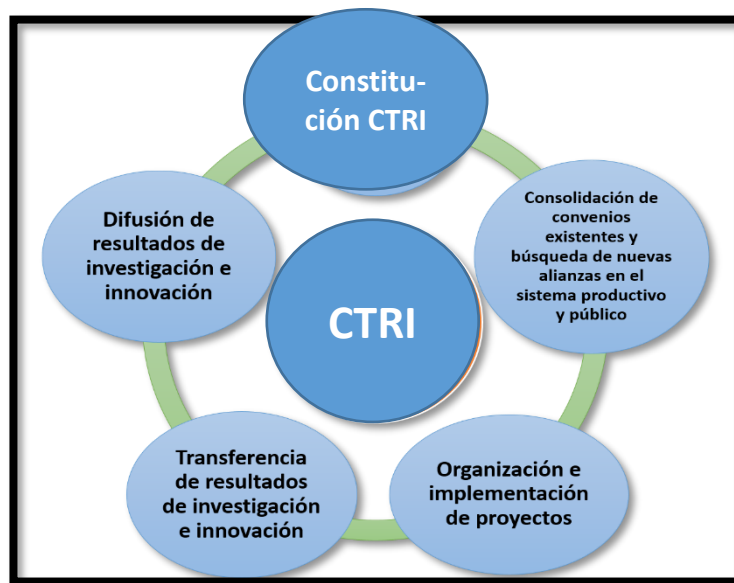 Constitu-
ción CTRI
Consolidación de
convenios
existentes y
búsqueda de nuevas
alianzas en el
sistema productivo
y público
Organización e
implementación
de proyectos
Transferencia
de resultados
de investigación
e innovación
Difusión de
resultados de
investigación e
innovación
CTRI